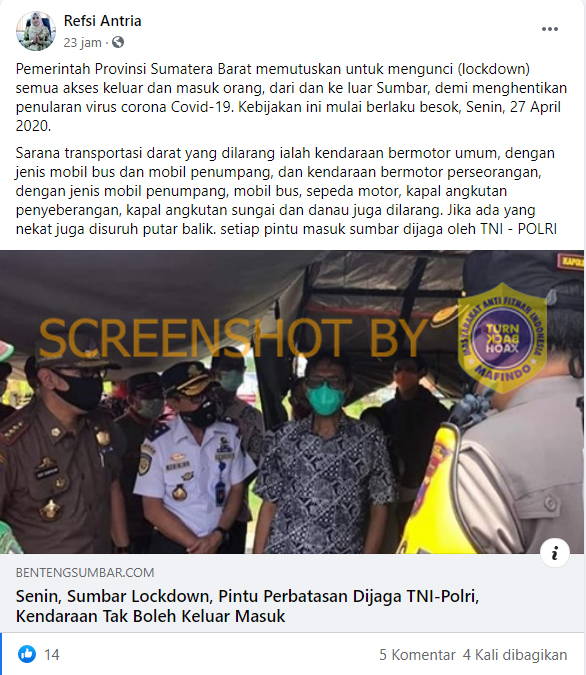 Refsi Antria
23 jam
Pemerintah Provinsi Sumatera Barat memutuskan untuk mengunci (lockdown)
semua akses keluar dan masuk orang, dari dan ke luar Sumbar, demi menghentikan
penularan virus corona Covid-19. Kebijakan ini mulai berlaku besok, Senin, 27 April
2020.
Sarana transportasi darat yang dilarang ialah kendaraan bermotor umum, dengan
jenis mobil bus dan mobil penumpang, dan kendaraan bermotor perseorangan,
dengan jenis mobil penumpang, mobil bus, sepeda motor, kapal angkutan
penyeberangan, kapal angkutan sungai dan danau juga dilarang. Jika ada yang
nekat juga disuruh putar balik. setiap pintu masuk sumbar dijaga oleh TNI - POLRI
SCREENSHOT BY
MASYARAKAT ANTI FITNAH INDONESIA
TURN
BACK
HOAX
MAFINDO
BENTENGSUMBAR.COM
Senin, Sumbar Lockdown, Pintu Perbatasan Dijaga TNI-Polri,
Kendaraan Tak Boleh Keluar Masuk
14
5 Komentar 4 Kali dibagikan